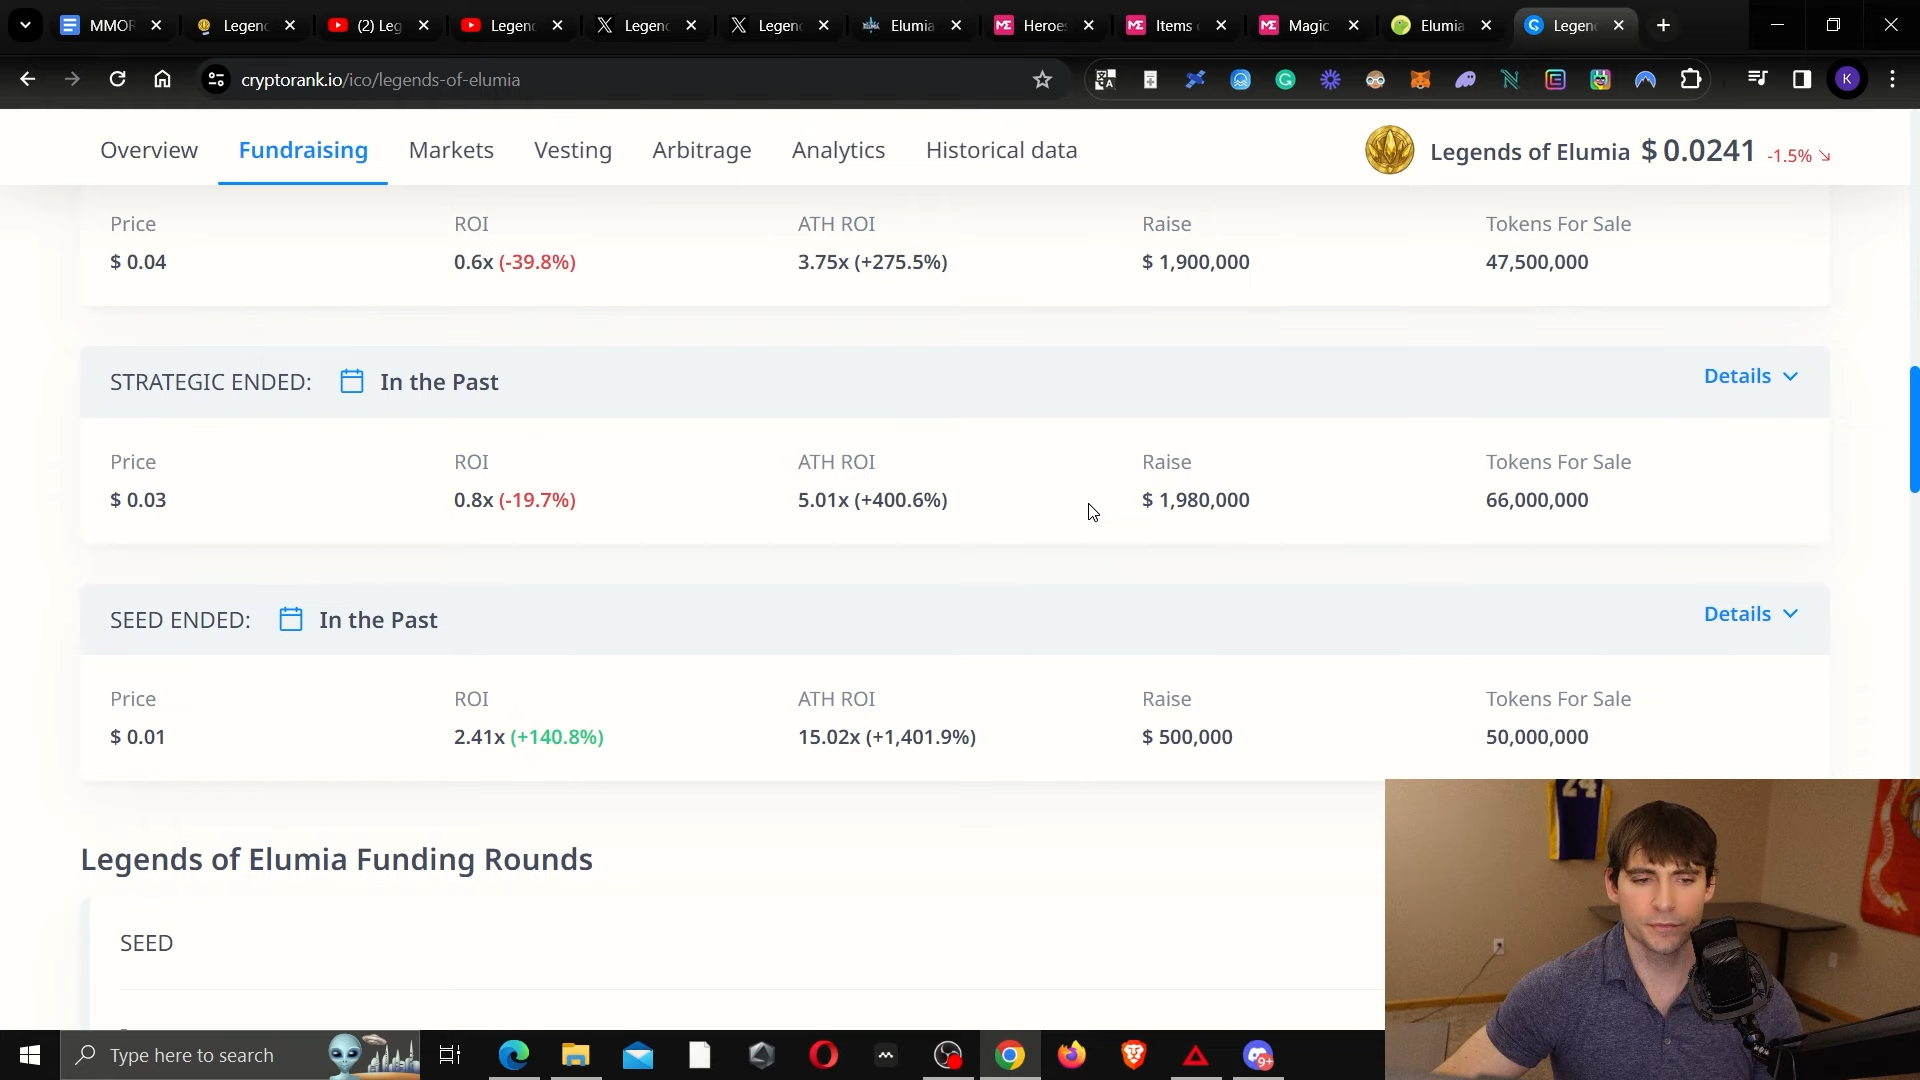 MMOR
Legen
(2) Leg
Legen
Legen
Legen
Elumia
Heroes
Items
Magic
Elumia
Legen
cryptorank.io/ico/legends-of-elumia
K
Overview
Fundraising
Markets
Vesting
Arbitrage
Analytics
Historical data
Legends of Elumia $ 0.0241 -1.5%
Price ROI ATH ROI Raise Tokens For Sale
$ 0.04 0.6x (-39.8%) 3.75x (+275.5%) $ 1,900,000 47,500,000
STRATEGIC ENDED: In the Past Details
Price ROI ATH ROI Raise Tokens For Sale
$ 0.03 0.8x (-19.7%) 5.01x (+400.6%) $ 1,980,000 66,000,000
SEED ENDED: In the Past Details
Price ROI ATH ROI Raise Tokens For Sale
$ 0.01 2.41x (+140.8%) 15.02x (+1,401.9%) $ 500,000 50,000,000
Legends of Elumia Funding Rounds
SEED
24
Type here to search
9+